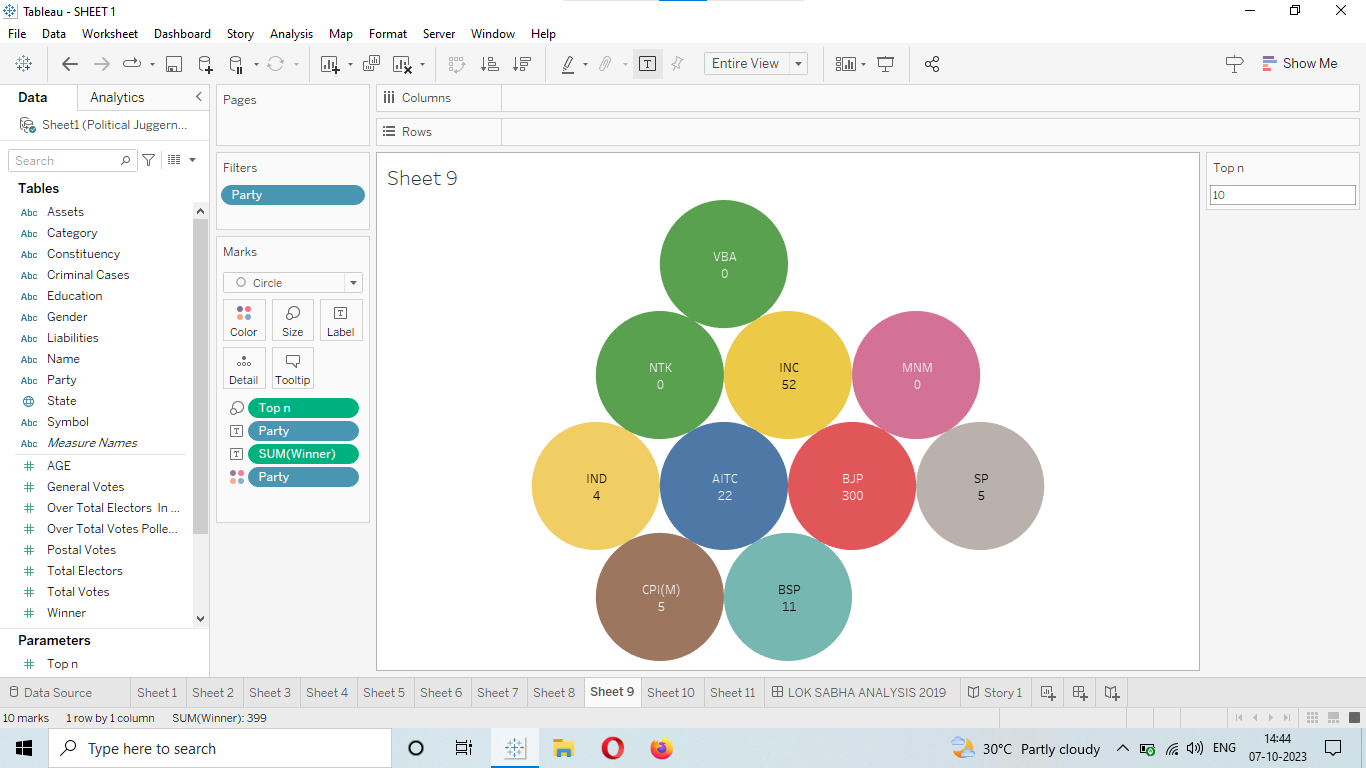 Tableau - SHEET 1
File Data Worksheet Dashboard Story Analysis Map Format Server Window Help
Entire View
Show Me
Data Analytics
Sheet1 (Political Juggern...
Search
Tables
Abc Assets
Abc Category
Abc Constituency
Abc Criminal Cases
Abc Education
Abc Gender
Abc Liabilities
Abc Name
Abc Party
State
Abc Symbol
Abc Measure Names
# AGE
# General Votes
# Over Total Electors In ...
# Over Total Votes Polle...
# Postal Votes
# Total Electors
# Total Votes
# Winner
Parameters
# Top n
Pages
Filters
Party
Marks
Circle
Color Size Label
Detail Tooltip
Top n
Party
SUM(Winner)
Party
Columns
Rows
Sheet 9
VBA
0
NTK
0
INC
52
MNM
0
IND
4
AITC
22
BJP
300
SP
5
CPI(M)
5
BSP
11
Top n
10
Data Source Sheet 1 Sheet 2 Sheet 3 Sheet 4 Sheet 5 Sheet 6 Sheet 7 Sheet 8 Sheet 9 Sheet 10 Sheet 11 LOK SABHA ANALYSIS 2019 Story 1
10 marks 1 row by 1 column SUM(Winner): 399
Type here to search
30°C Partly cloudy
ENG
14:44
07-10-2023